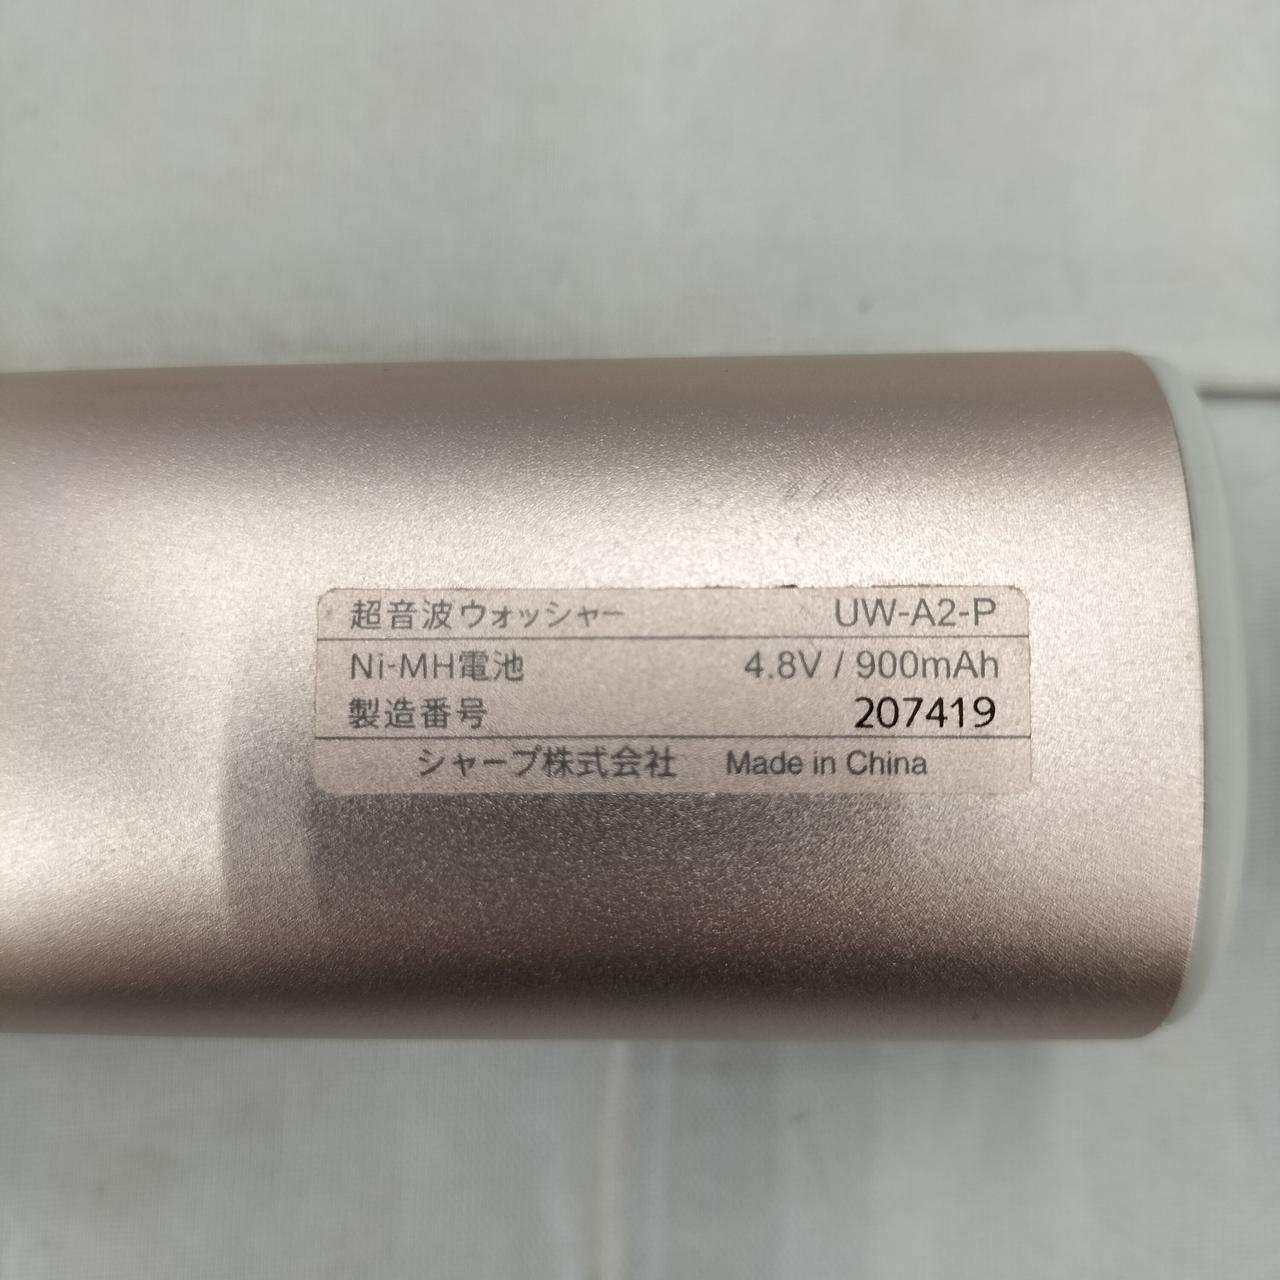 超音波ウォッシャー UW-A2-P
Ni-MH電池 4.8V / 900mAh
製造番号 207419
シャープ株式会社 Made in China